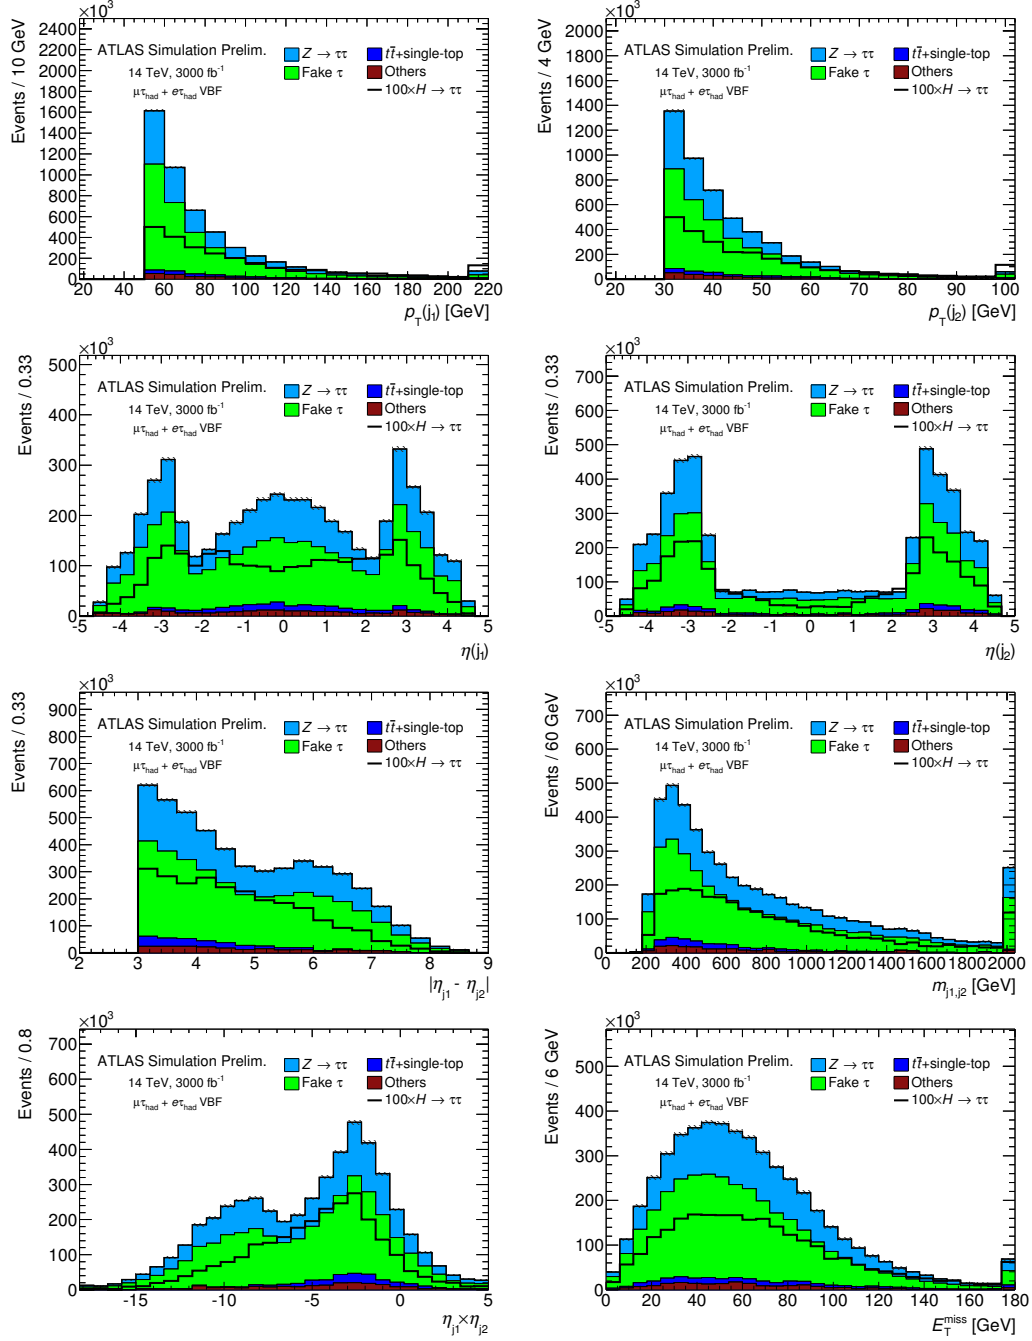 ×10³
Events / 10 GeV
2400
2200
2000
1800
1600
1400
1200
1000
800
600
400
200
0
ATLAS Simulation Prelim.
14 TeV, 3000 fb⁻¹
μτhad + eτhad VBF
Z → ττ
tt̄+single-top
Fake τ
Others
100×H → ττ
20 40 60 80 100 120 140 160 180 200 220
pT(j1) [GeV]
×10³
Events / 4 GeV
2000
1800
1600
1400
1200
1000
800
600
400
200
0
ATLAS Simulation Prelim.
14 TeV, 3000 fb⁻¹
μτhad + eτhad VBF
Z → ττ
tt̄+single-top
Fake τ
Others
100×H → ττ
20 30 40 50 60 70 80 90 100
pT(j2) [GeV]
×10³
Events / 0.33
500
400
300
200
100
0
ATLAS Simulation Prelim.
14 TeV, 3000 fb⁻¹
μτhad + eτhad VBF
Z → ττ
tt̄+single-top
Fake τ
Others
100×H → ττ
-5 -4 -3 -2 -1 0 1 2 3 4 5
η(j1)
×10³
Events / 0.33
700
600
500
400
300
200
100
0
ATLAS Simulation Prelim.
14 TeV, 3000 fb⁻¹
μτhad + eτhad VBF
Z → ττ
tt̄+single-top
Fake τ
Others
100×H → ττ
-5 -4 -3 -2 -1 0 1 2 3 4 5
η(j2)
×10³
Events / 0.33
900
800
700
600
500
400
300
200
100
0
ATLAS Simulation Prelim.
14 TeV, 3000 fb⁻¹
μτhad + eτhad VBF
Z → ττ
tt̄+single-top
Fake τ
Others
100×H → ττ
2 3 4 5 6 7 8 9
|ηj1 - ηj2|
×10³
Events / 60 GeV
700
600
500
400
300
200
100
0
ATLAS Simulation Prelim.
14 TeV, 3000 fb⁻¹
μτhad + eτhad VBF
Z → ττ
tt̄+single-top
Fake τ
Others
100×H → ττ
0 200 400 600 800 1000 1200 1400 1600 1800 2000
mj1,j2 [GeV]
×10³
Events / 0.8
700
600
500
400
300
200
100
0
ATLAS Simulation Prelim.
14 TeV, 3000 fb⁻¹
μτhad + eτhad VBF
Z → ττ
tt̄+single-top
Fake τ
Others
100×H → ττ
-15 -10 -5 0 5
ηj1×ηj2
×10³
Events / 6 GeV
500
400
300
200
100
0
ATLAS Simulation Prelim.
14 TeV, 3000 fb⁻¹
μτhad + eτhad VBF
Z → ττ
tt̄+single-top
Fake τ
Others
100×H → ττ
0 20 40 60 80 100 120 140 160 180
ETmiss [GeV]